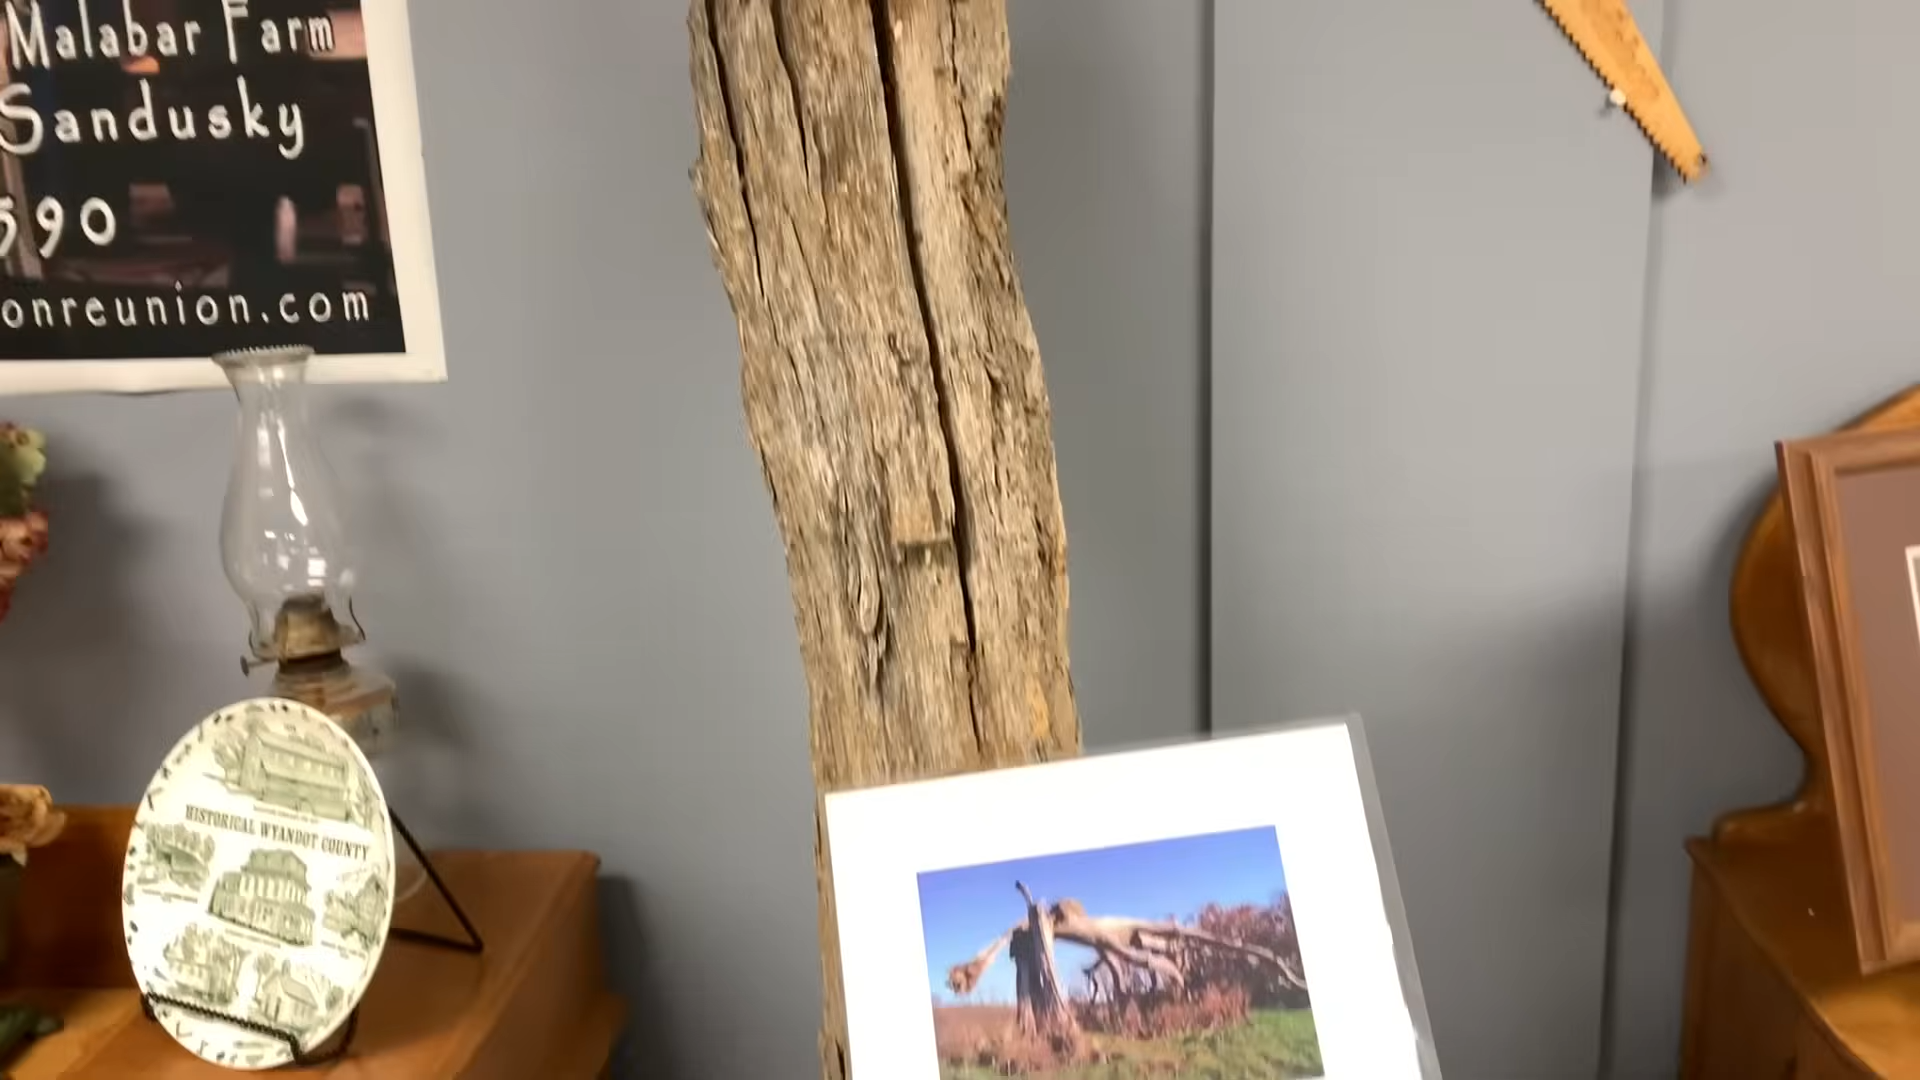 Malabar Farm
Sandusky
590
onreunion.com
HISTORICAL WYANDOT COUNTY